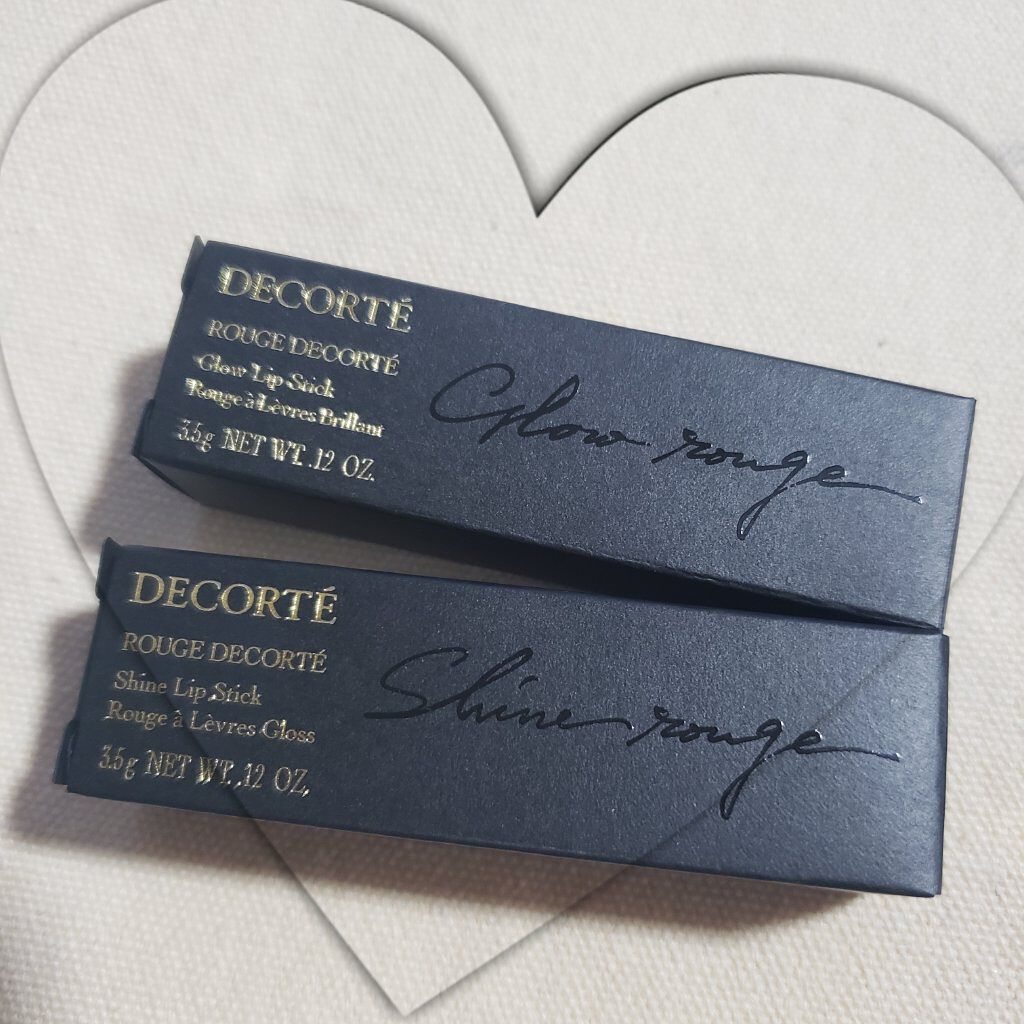 DECORTÉ
ROUGE DECORTÉ
Glow Lip Stick
Rouge à Lèvres Brillant
3.5g NET WT. .12 OZ.
Glow rouge
DECORTÉ
ROUGE DECORTÉ
Shine Lip Stick
Rouge à Lèvres Gloss
3.5g NET WT. .12 OZ.
Shine rouge